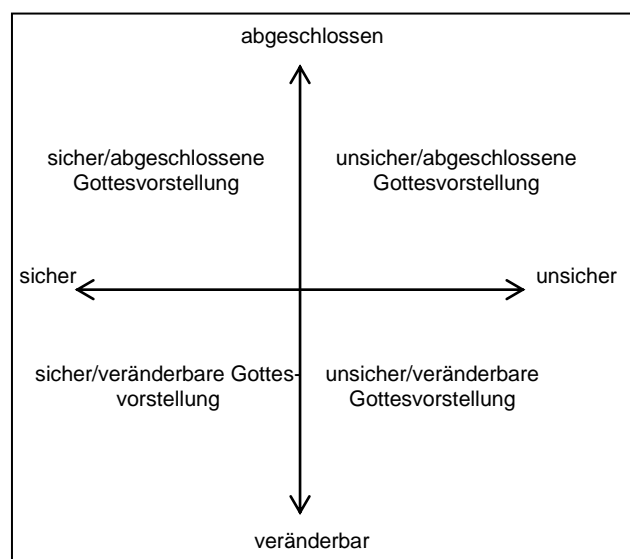 abgeschlossen
sicher/abgeschlossene
Gottesvorstellung
unsicher/abgeschlossene
Gottesvorstellung
sicher
unsicher
sicher/veränderbare Gottes-
vorstellung
unsicher/veränderbare
Gottesvorstellung
veränderbar